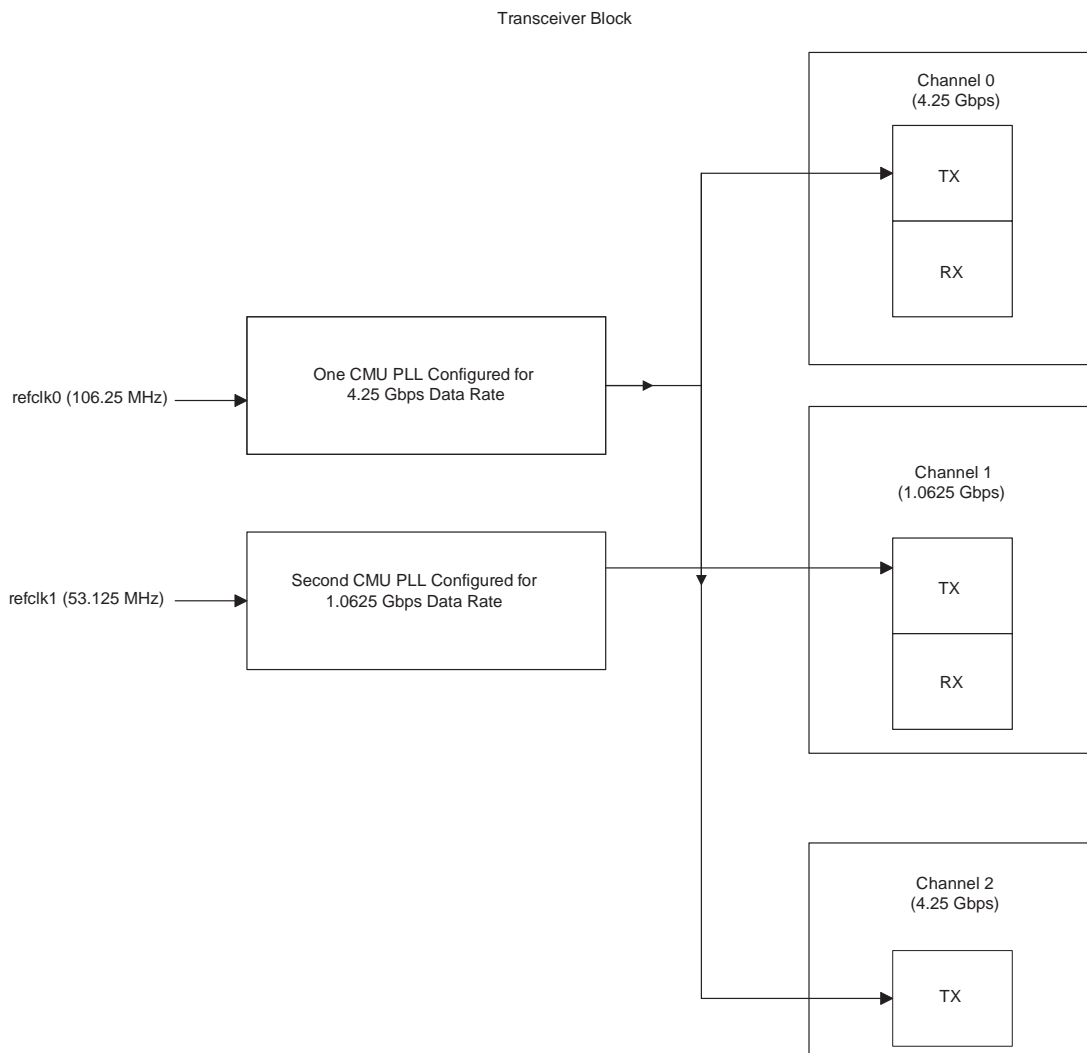 Transceiver Block
Channel 0
(4.25 Gbps)
TX
RX
One CMU PLL Configured for
4.25 Gbps Data Rate
refclk0 (106.25 MHz)
Channel 1
(1.0625 Gbps)
TX
RX
Second CMU PLL Configured for
1.0625 Gbps Data Rate
refclk1 (53.125 MHz)
Channel 2
(4.25 Gbps)
TX